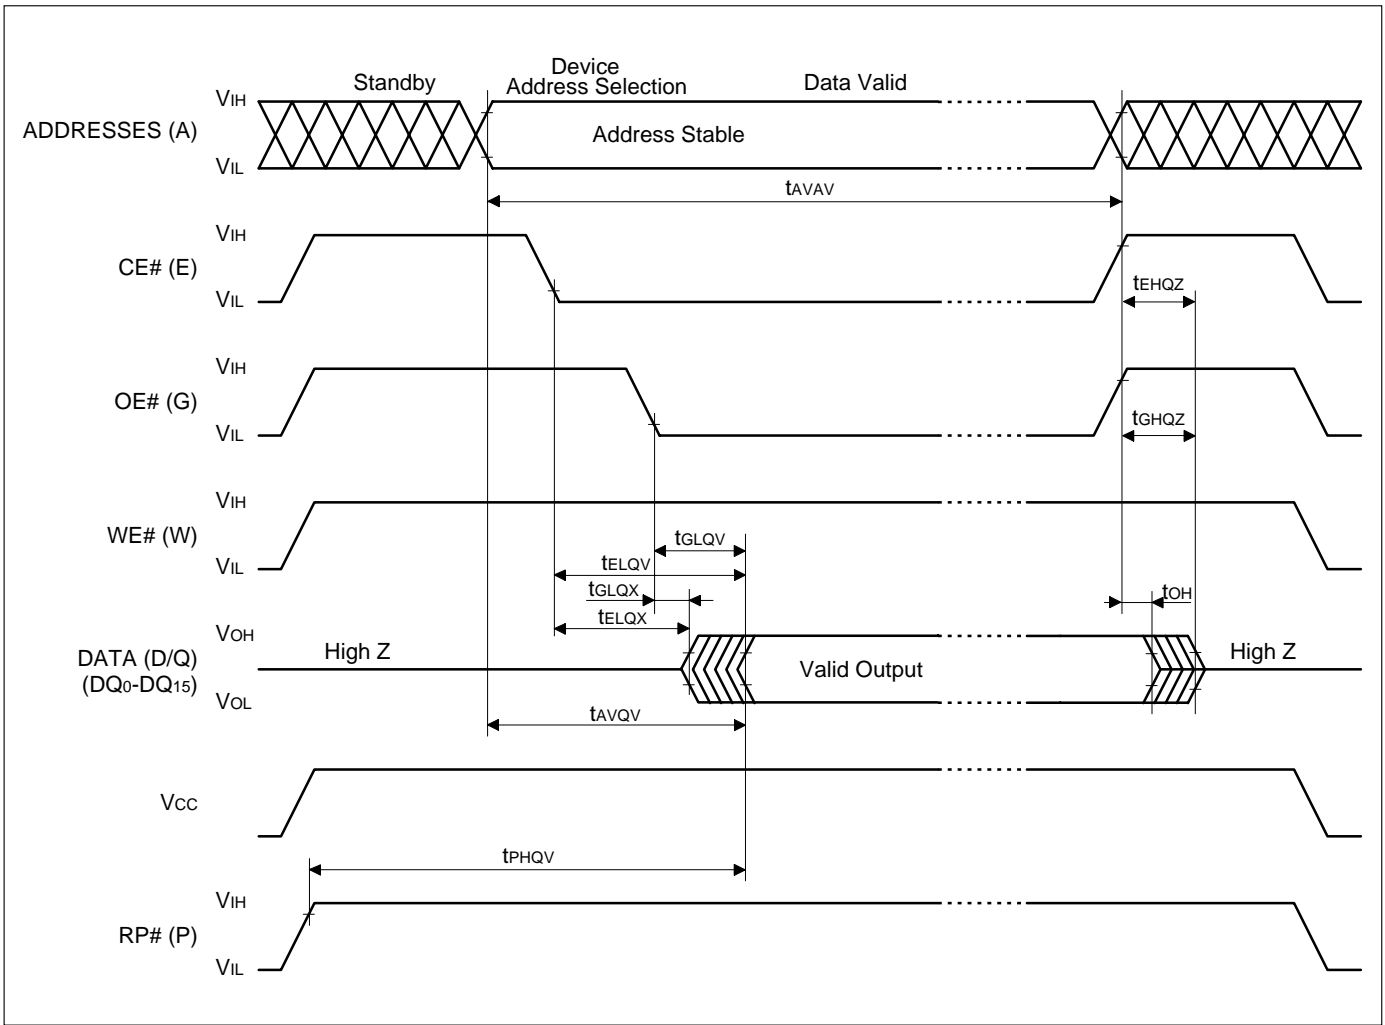 Standby
Device
Address Selection
Data Valid
VIH
ADDRESSES (A)
Address Stable
VIL
tAVAV
VIH
CE# (E)
VIL
tEHQZ
VIH
OE# (G)
VIL
tGHQZ
VIH
WE# (W)
VIL
tGLQV
tELQV
tGLQX
tOH
tELQX
VOH
DATA (D/Q)
(DQ0-DQ15)
High Z
Valid Output
High Z
VOL
tAVQV
VCC
tPHQV
VIH
RP# (P)
VIL